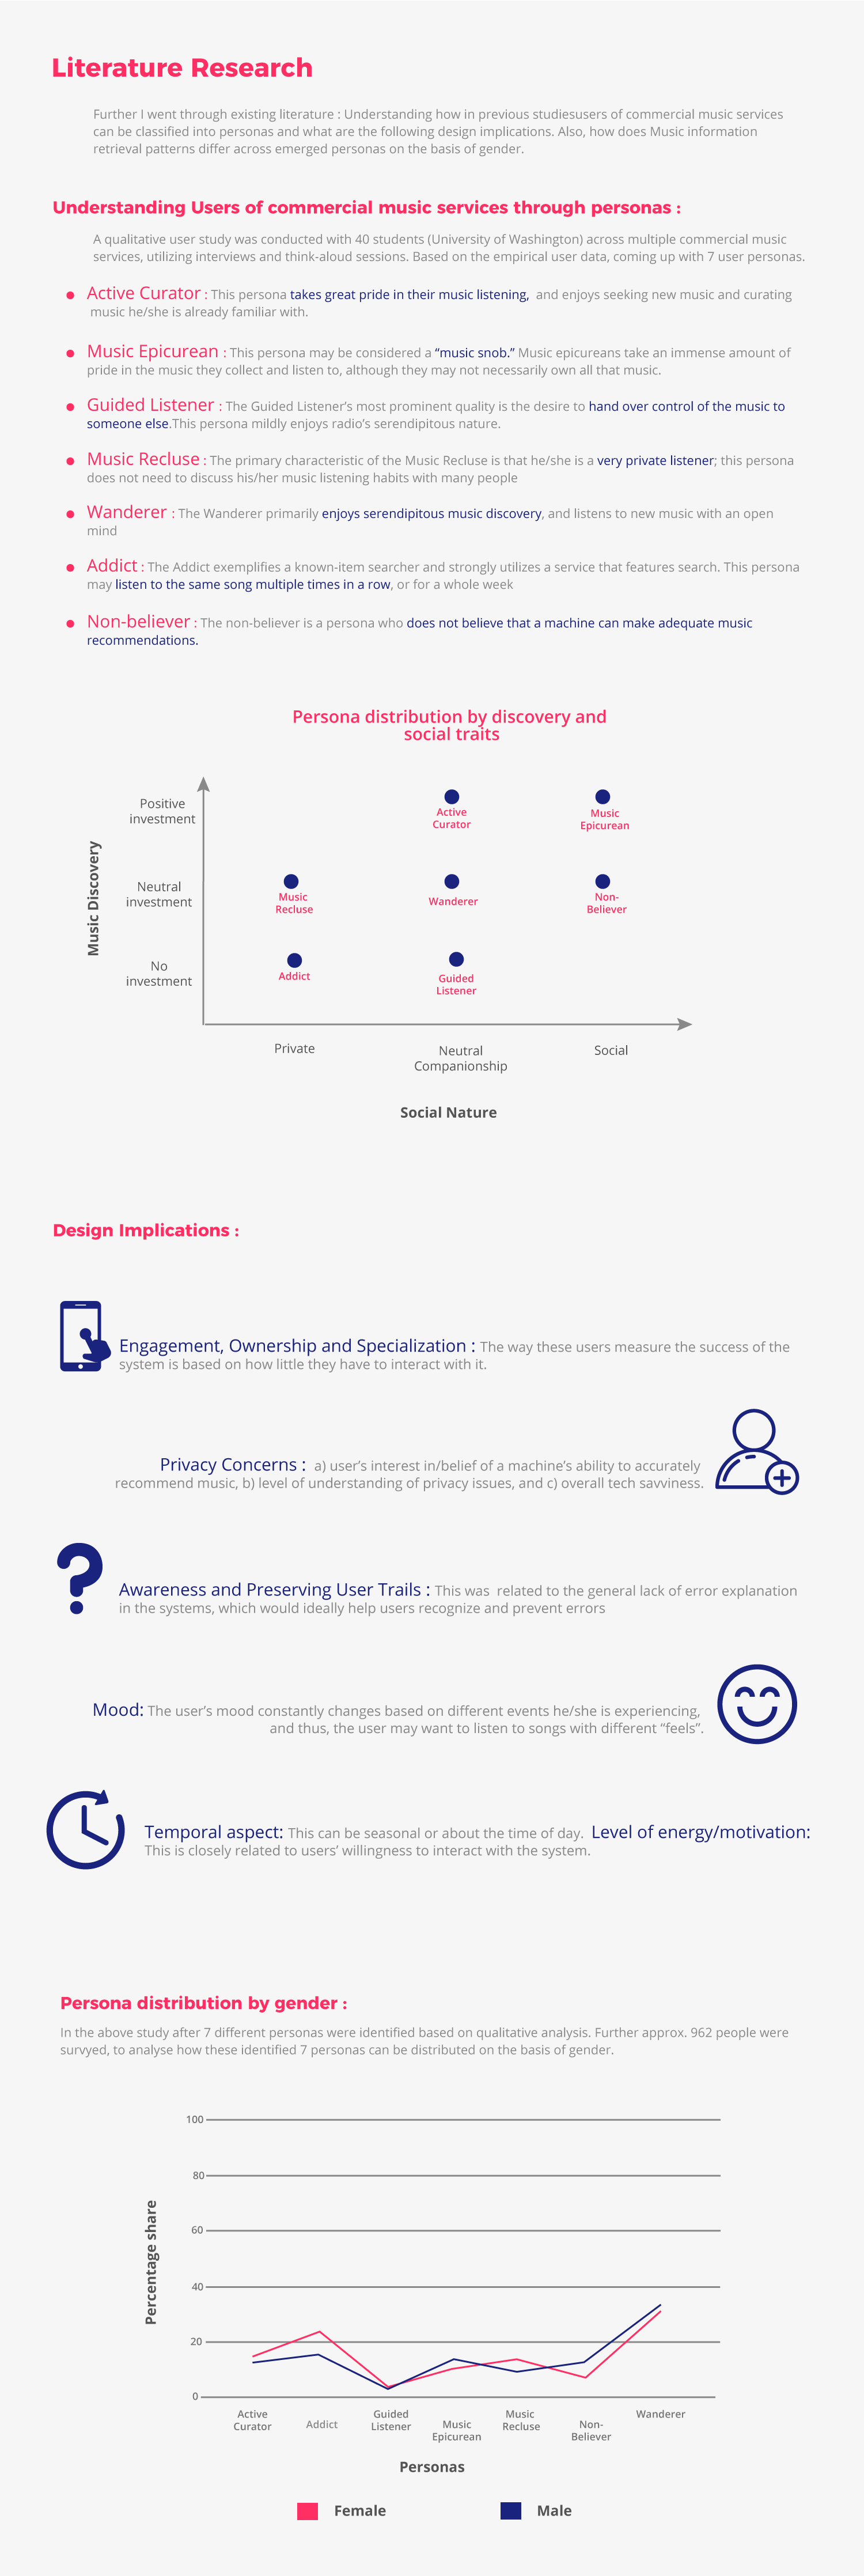 Literature Research
Further I went through existing literature : Understanding how in previous studiesusers of commercial music services
can be classified into personas and what are the following design implications. Also, how does Music information
retrieval patterns differ across emerged personas on the basis of gender.
Understanding Users of commercial music services through personas :
A qualitative user study was conducted with 40 students (University of Washington) across multiple commercial music
services, utilizing interviews and think-aloud sessions. Based on the empirical user data, coming up with 7 user personas.
Active Curator : This persona takes great pride in their music listening, and enjoys seeking new music and curating
music he/she is already familiar with.
Music Epicurean : This persona may be considered a “music snob.” Music epicureans take an immense amount of
pride in the music they collect and listen to, although they may not necessarily own all that music.
Guided Listener : The Guided Listener’s most prominent quality is the desire to hand over control of the music to
someone else.This persona mildly enjoys radio’s serendipitous nature.
Music Recluse : The primary characteristic of the Music Recluse is that he/she is a very private listener; this persona
does not need to discuss his/her music listening habits with many people
Wanderer : The Wanderer primarily enjoys serendipitous music discovery, and listens to new music with an open
mind
Addict : The Addict exemplifies a known-item searcher and strongly utilizes a service that features search. This persona
may listen to the same song multiple times in a row, or for a whole week
Non-believer : The non-believer is a persona who does not believe that a machine can make adequate music
recommendations.
Persona distribution by discovery and
social traits
Music Discovery
Positive
investment
Active
Curator
Music
Epicurean
Neutral
investment
Music
Recluse
Wanderer
Non-
Believer
No
investment
Addict
Guided
Listener
Private
Neutral
Companionship
Social
Social Nature
Design Implications :
Engagement, Ownership and Specialization : The way these users measure the success of the
system is based on how little they have to interact with it.
Privacy Concerns : a) user’s interest in/belief of a machine’s ability to accurately
recommend music, b) level of understanding of privacy issues, and c) overall tech savviness.
Awareness and Preserving User Trails : This was related to the general lack of error explanation
in the systems, which would ideally help users recognize and prevent errors
Mood: The user’s mood constantly changes based on different events he/she is experiencing,
and thus, the user may want to listen to songs with different “feels”.
Temporal aspect: This can be seasonal or about the time of day. Level of energy/motivation:
This is closely related to users’ willingness to interact with the system.
Persona distribution by gender :
In the above study after 7 different personas were identified based on qualitative analysis. Further approx. 962 people were
survyed, to analyse how these identified 7 personas can be distributed on the basis of gender.
Percentage share
100
80
60
40
20
0
Active
Curator
Addict
Guided
Listener
Music
Epicurean
Music
Recluse
Non-
Believer
Wanderer
Personas
Female
Male